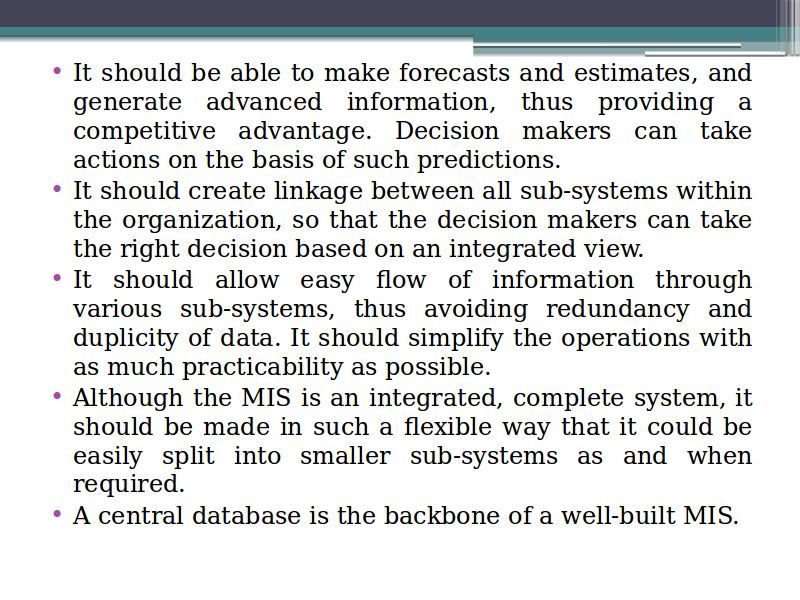 • It should be able to make forecasts and estimates, and
generate advanced information, thus providing a
competitive advantage. Decision makers can take
actions on the basis of such predictions.
• It should create linkage between all sub-systems within
the organization, so that the decision makers can take
the right decision based on an integrated view.
• It should allow easy flow of information through
various sub-systems, thus avoiding redundancy and
duplicity of data. It should simplify the operations with
as much practicability as possible.
• Although the MIS is an integrated, complete system, it
should be made in such a flexible way that it could be
easily split into smaller sub-systems as and when
required.
• A central database is the backbone of a well-built MIS.